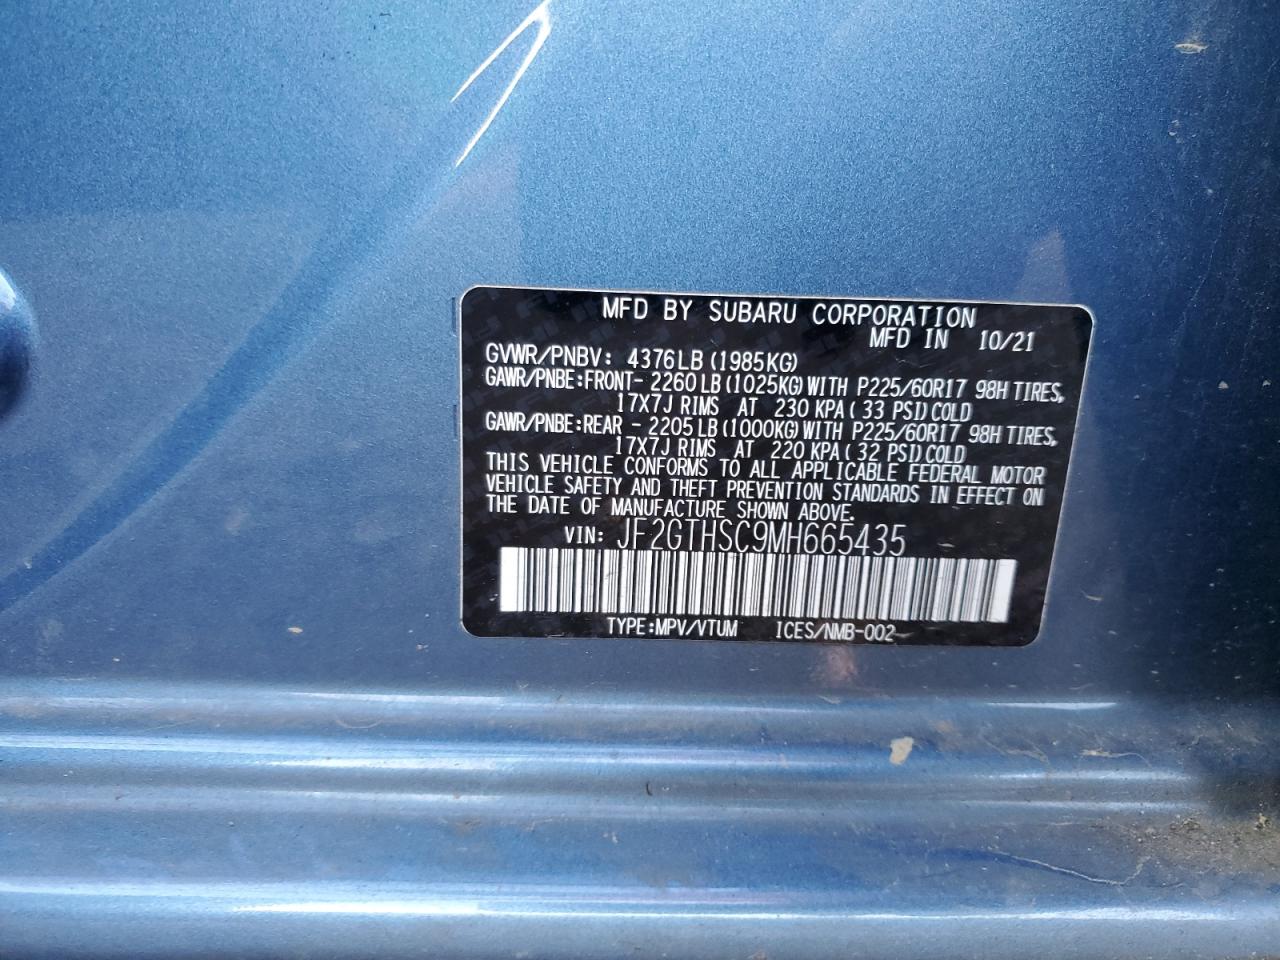 MFD BY SUBARU CORPORATION
MFD IN 10/21
GVWR/PNBV: 4376LB (1985KG)
GAWR/PNBE:FRONT- 2260 LB (1025KG) WITH P225/60R17 98H TIRES,
17X7J RIMS AT 230 KPA ( 33 PSI) COLD
GAWR/PNBE:REAR - 2205 LB (1000KG) WITH P225/60R17 98H TIRES,
17X7J RIMS AT 220 KPA ( 32 PSI) COLD
THIS VEHICLE CONFORMS TO ALL APPLICABLE FEDERAL MOTOR
VEHICLE SAFETY AND THEFT PREVENTION STANDARDS IN EFFECT ON
THE DATE OF MANUFACTURE SHOWN ABOVE.
VIN: JF2GTHSC9MH665435
TYPE:MPV/VTUM ICES/NMB-002